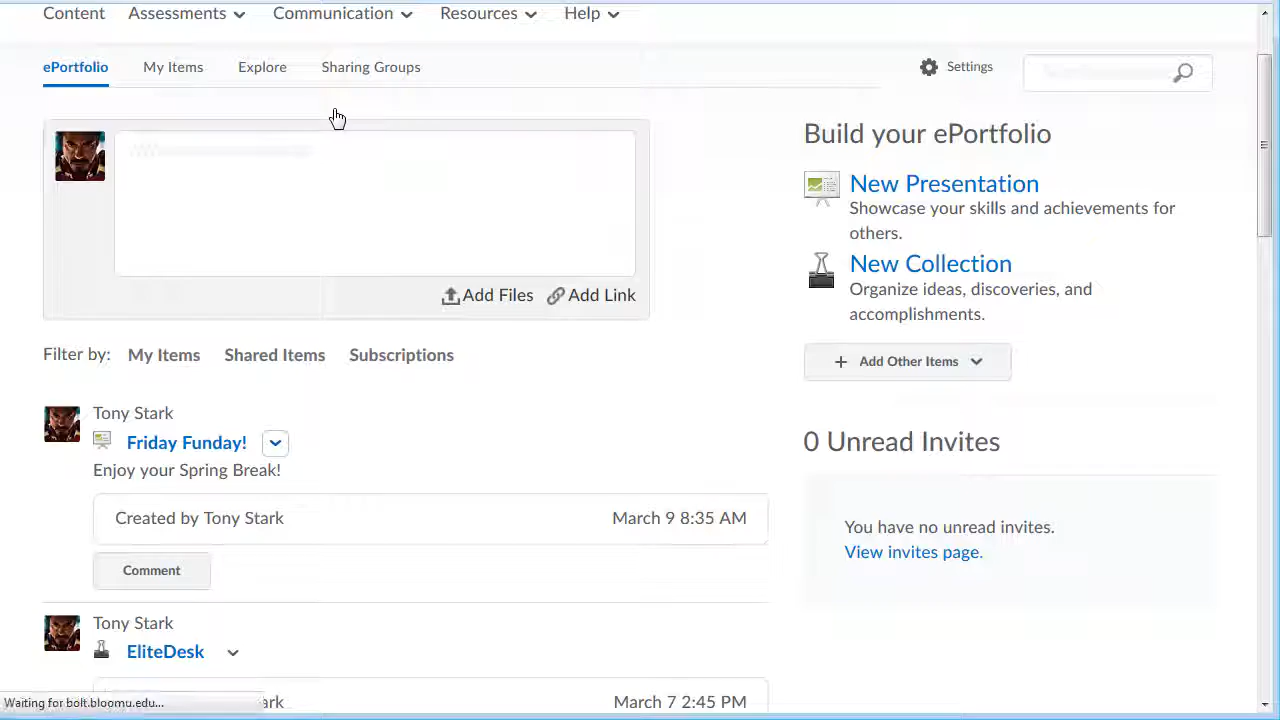 Content Assessments Communication Resources Help
ePortfolio My Items Explore Sharing Groups Settings
Build your ePortfolio
New Presentation
Showcase your skills and achievements for
others.
New Collection
Organize ideas, discoveries, and
accomplishments.
Add Files Add Link
Filter by: My Items Shared Items Subscriptions
+ Add Other Items
Tony Stark
Friday Funday!
Enjoy your Spring Break!
Created by Tony Stark March 9 8:35 AM
Comment
0 Unread Invites
You have no unread invites.
View invites page.
Tony Stark
EliteDesk
March 7 2:45 PM
Waiting for bolt.bloomu.edu...